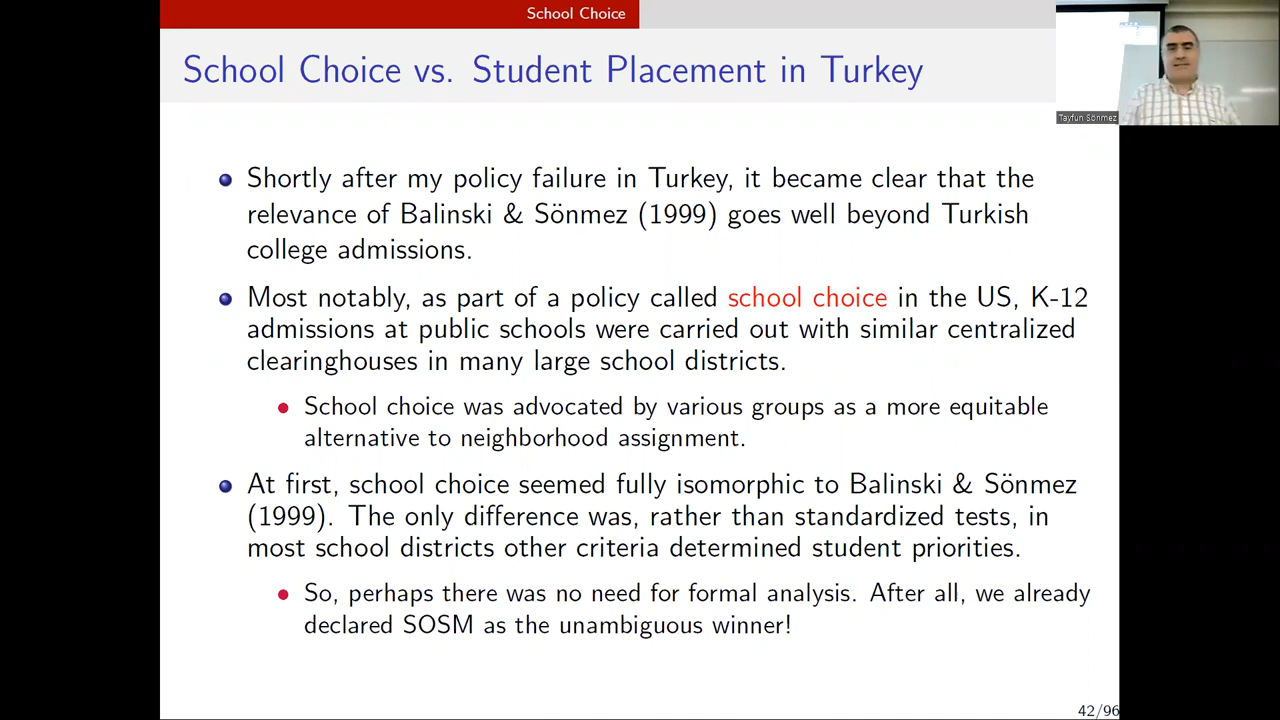 School Choice
School Choice vs. Student Placement in Turkey
Tayfun Sönmez
Shortly after my policy failure in Turkey, it became clear that the
relevance of Balinski & Sönmez (1999) goes well beyond Turkish
college admissions.
Most notably, as part of a policy called school choice in the US, K-12
admissions at public schools were carried out with similar centralized
clearinghouses in many large school districts.
School choice was advocated by various groups as a more equitable
alternative to neighborhood assignment.
At first, school choice seemed fully isomorphic to Balinski & Sönmez
(1999). The only difference was, rather than standardized tests, in
most school districts other criteria determined student priorities.
So, perhaps there was no need for formal analysis. After all, we already
declared SOSM as the unambiguous winner!
42/96